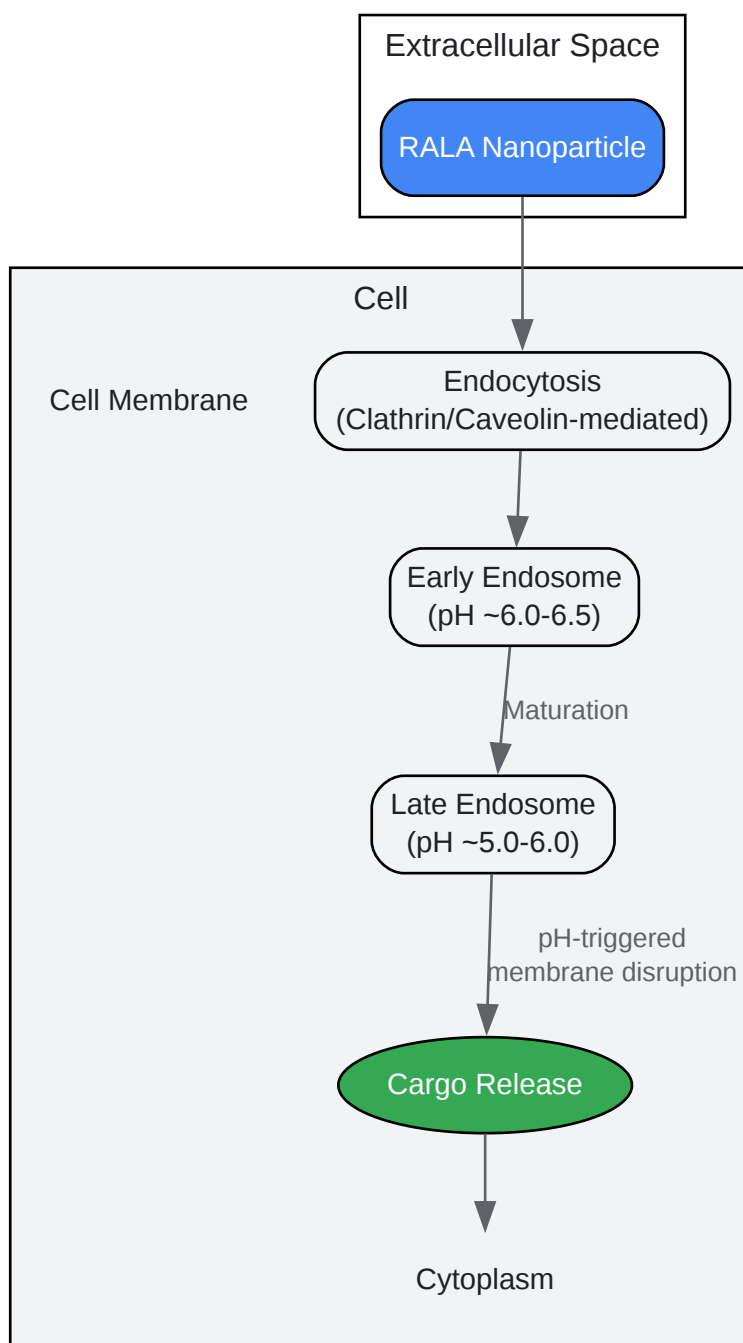 Extracellular Space
RALA Nanoparticle
Cell
Cell Membrane
Endocytosis
(Clathrin/Caveolin-mediated)
Early Endosome
(pH ~6.0-6.5)
Maturation
Late Endosome
(pH ~5.0-6.0)
pH-triggered
membrane disruption
Cargo Release
Cytoplasm